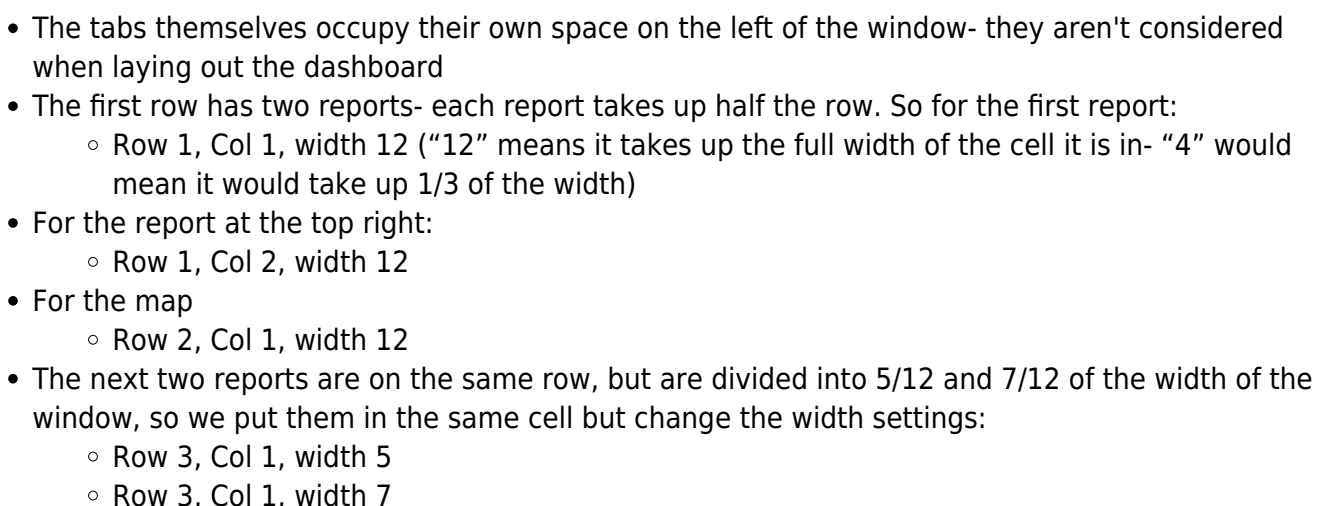 • The tabs themselves occupy their own space on the left of the window- they aren't considered
when laying out the dashboard
• The first row has two reports- each report takes up half the row. So for the first report:
◦ Row 1, Col 1, width 12 (“12” means it takes up the full width of the cell it is in- “4” would
mean it would take up 1/3 of the width)
• For the report at the top right:
◦ Row 1, Col 2, width 12
• For the map
◦ Row 2, Col 1, width 12
• The next two reports are on the same row, but are divided into 5/12 and 7/12 of the width of the
window, so we put them in the same cell but change the width settings:
◦ Row 3, Col 1, width 5
◦ Row 3, Col 1, width 7